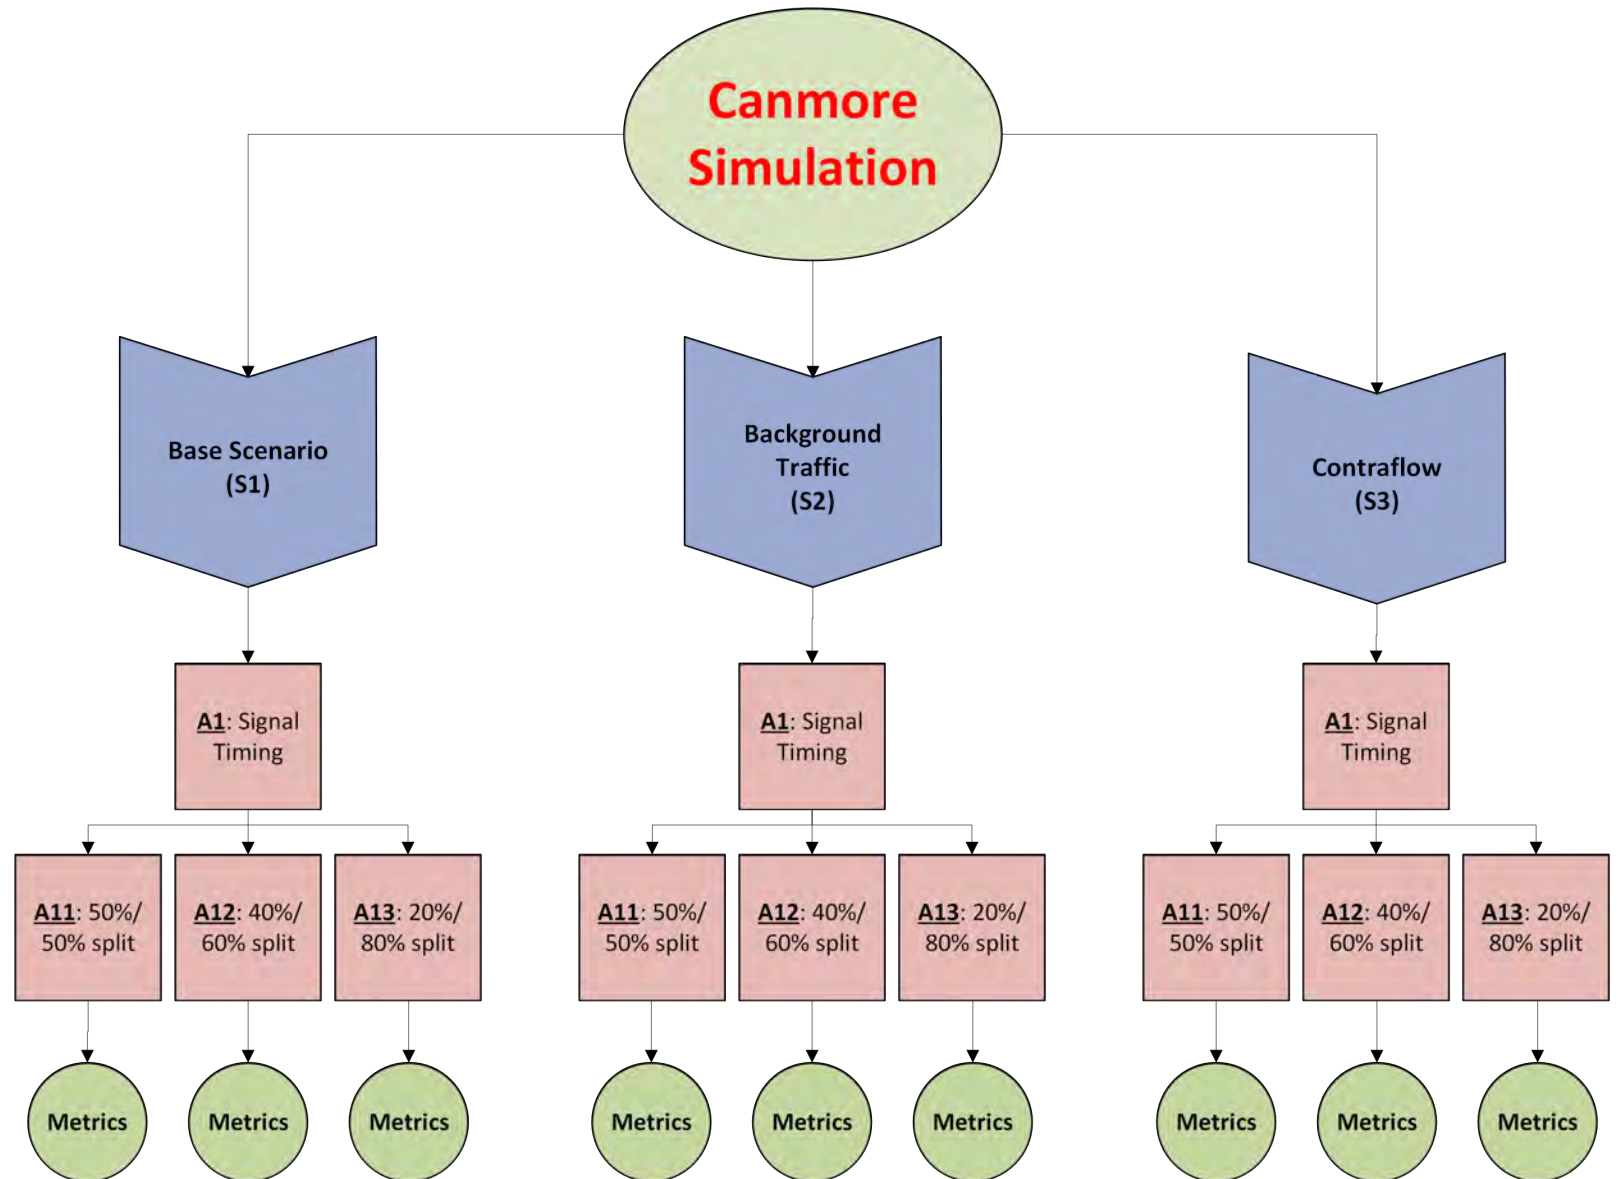 Canmore
Simulation
Base Scenario
(S1)
Background
Traffic
(S2)
Contraflow
(S3)
A1: Signal
Timing
A1: Signal
Timing
A1: Signal
Timing
A11: 50%/
50% split
A12: 40%/
60% split
A13: 20%/
80% split
A11: 50%/
50% split
A12: 40%/
60% split
A13: 20%/
80% split
A11: 50%/
50% split
A12: 40%/
60% split
A13: 20%/
80% split
Metrics
Metrics
Metrics
Metrics
Metrics
Metrics
Metrics
Metrics
Metrics